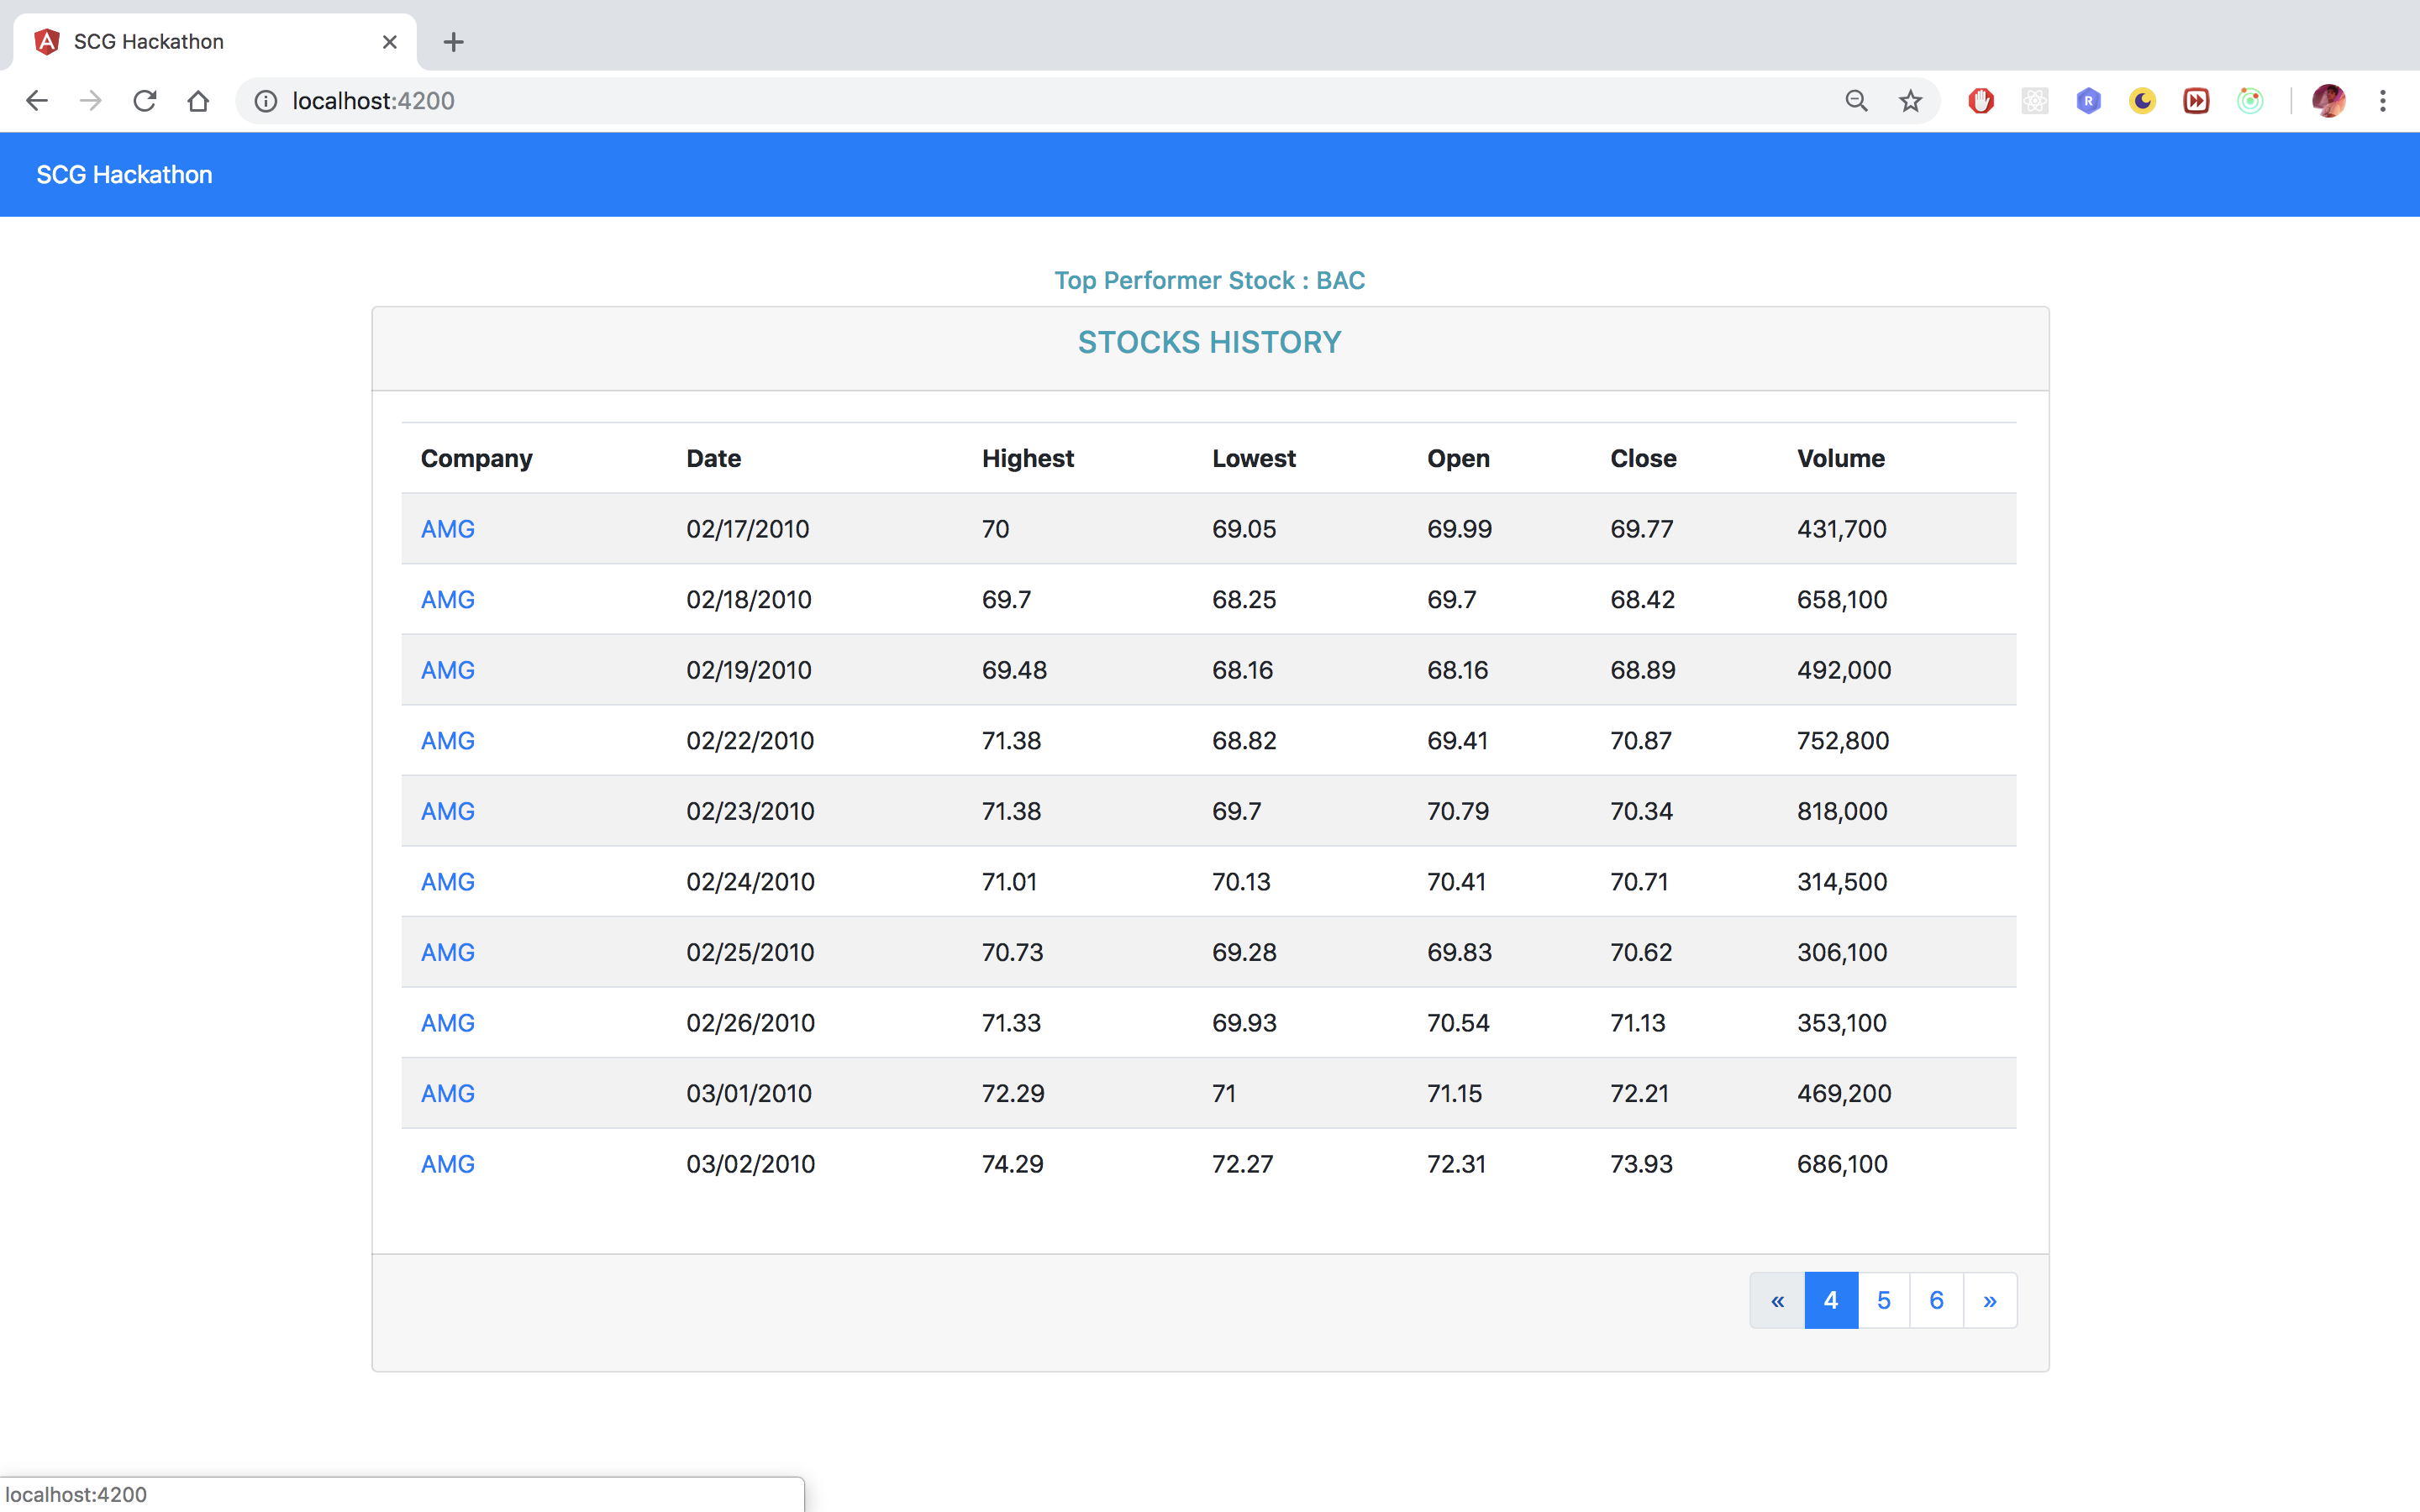 SCG Hackathon
localhost:4200
SCG Hackathon
Top Performer Stock : BAC
STOCKS HISTORY
Company Date Highest Lowest Open Close Volume
AMG 02/17/2010 70 69.05 69.99 69.77 431,700
AMG 02/18/2010 69.7 68.25 69.7 68.42 658,100
AMG 02/19/2010 69.48 68.16 68.16 68.89 492,000
AMG 02/22/2010 71.38 68.82 69.41 70.87 752,800
AMG 02/23/2010 71.38 69.7 70.79 70.34 818,000
AMG 02/24/2010 71.01 70.13 70.41 70.71 314,500
AMG 02/25/2010 70.73 69.28 69.83 70.62 306,100
AMG 02/26/2010 71.33 69.93 70.54 71.13 353,100
AMG 03/01/2010 72.29 71 71.15 72.21 469,200
AMG 03/02/2010 74.29 72.27 72.31 73.93 686,100
« 4 5 6 »
localhost:4200